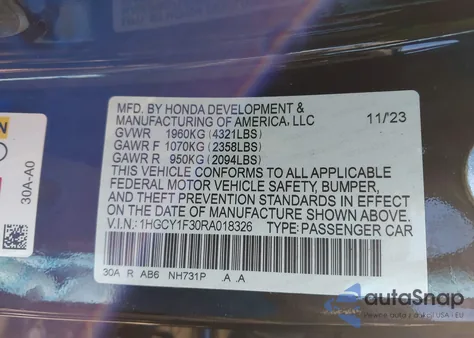 MFD. BY HONDA DEVELOPMENT &
MANUFACTURING OF AMERICA, LLC 11/23
GVWR 1960KG (4321LBS)
GAWR F 1070KG (2358LBS)
GAWR R 950KG (2094LBS)
THIS VEHICLE CONFORMS TO ALL APPLICABLE
FEDERAL MOTOR VEHICLE SAFETY, BUMPER,
AND THEFT PREVENTION STANDARDS IN EFFECT
ON THE DATE OF MANUFACTURE SHOWN ABOVE.
V.I.N.: 1HGCY1F30RA018326 TYPE: PASSENGER CAR
30A R AB6 NH731P .A .A
30A-A0
autoSnap